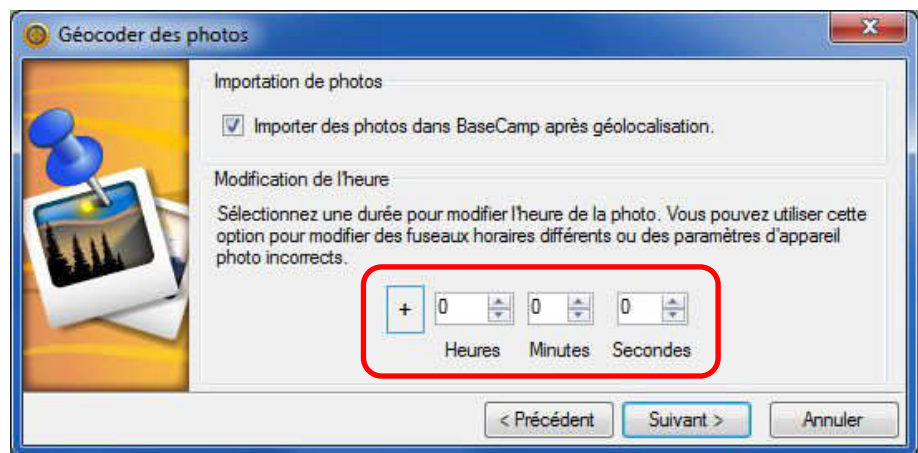 Géocoder des photos
Importation de photos
Importer des photos dans BaseCamp après géolocalisation.
Modification de l'heure
Sélectionnez une durée pour modifier l'heure de la photo. Vous pouvez utiliser cette
option pour modifier des fuseaux horaires différents ou des paramètres d'appareil
photo incorrects.
+ 0 0 0
Heures Minutes Secondes
< Précédent Suivant > Annuler